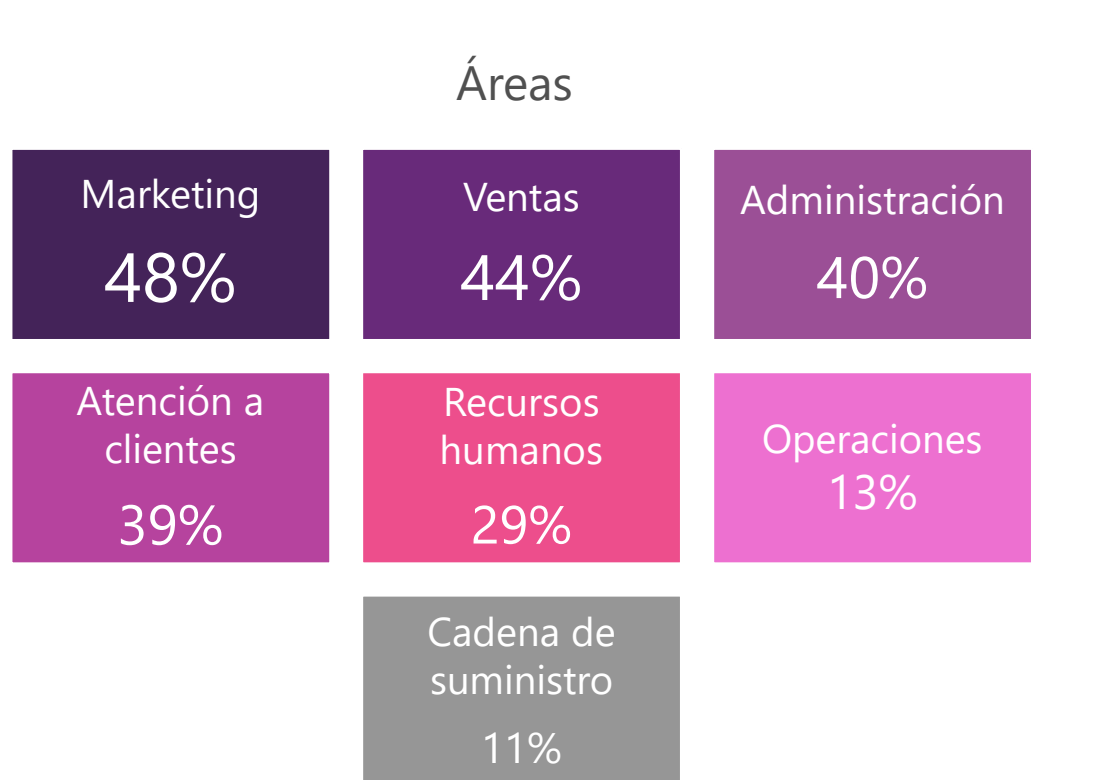 Áreas
Marketing
48%
Ventas
44%
Administración
40%
Atención a
clientes
39%
Recursos
humanos
29%
Operaciones
13%
Cadena de
suministro
11%